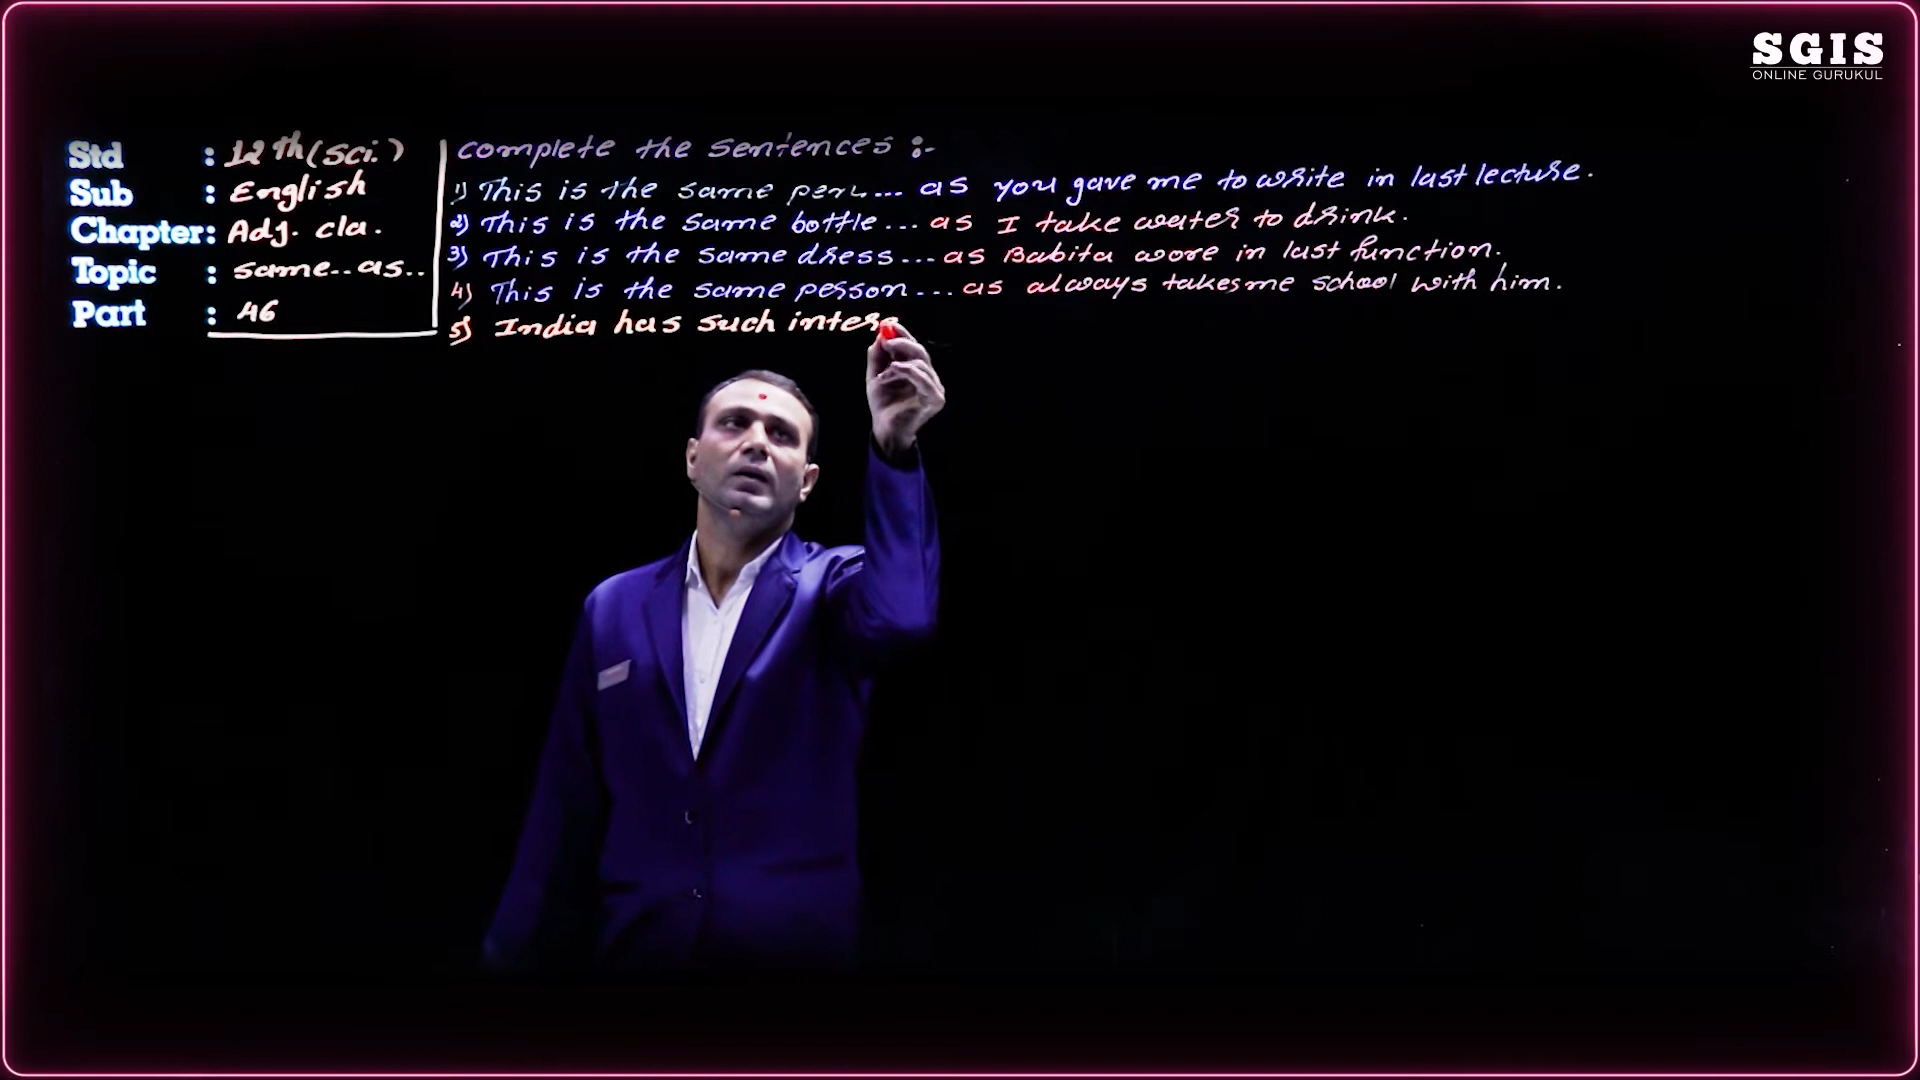 SGIS
ONLINE GURUKUL
Std : 12th (Sci.)
Sub : English
Chapter: Adj. cla.
Topic : same.. as..
Part : 46
complete the sentences :-
1) This is the same pen... as you gave me to write in last lecture.
2) This is the same bottle... as I take water to drink.
3) This is the same dress... as Babita wore in last function.
4) This is the same person... as always takes me school with him.
5) India has such inter